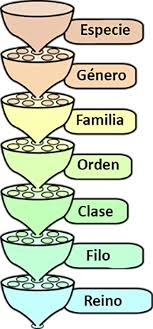 Especie
Género
Familia
Orden
Clase
Filo
Reino